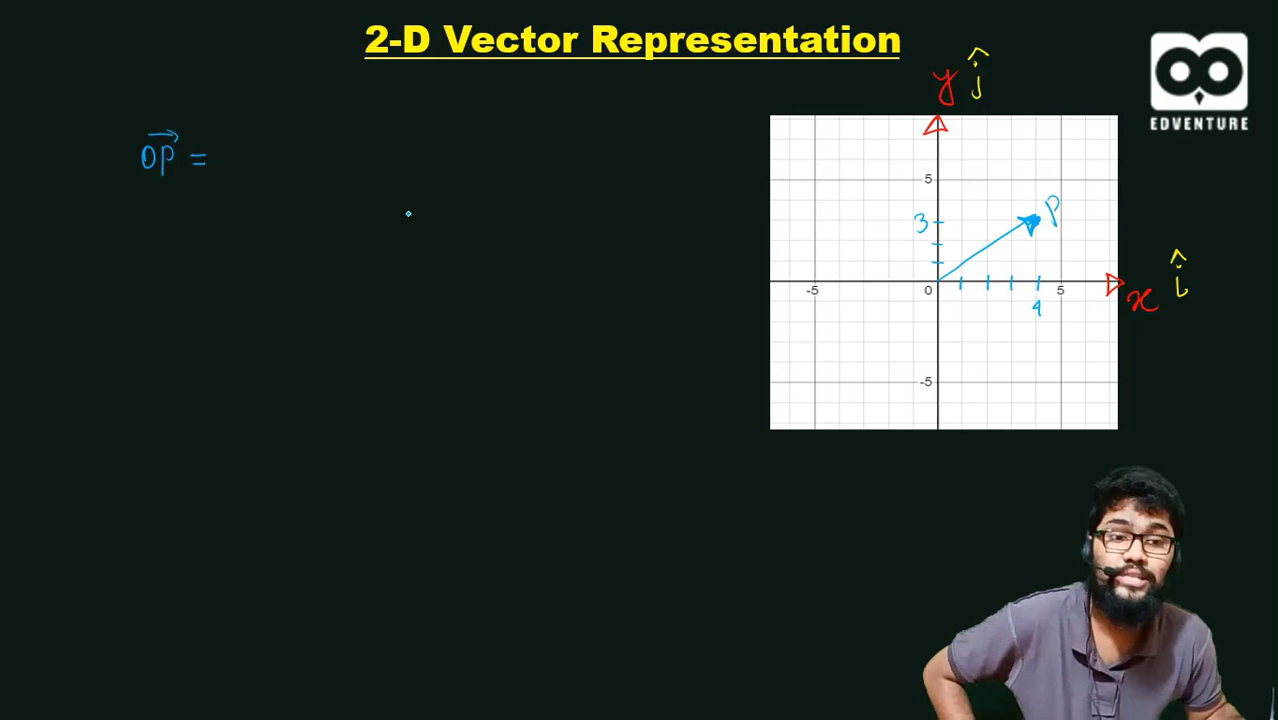 2-D Vector Representation
EDVENTURE
y ĵ
OP⃗ =
5
3
P
-5
0
5
x î
4
-5